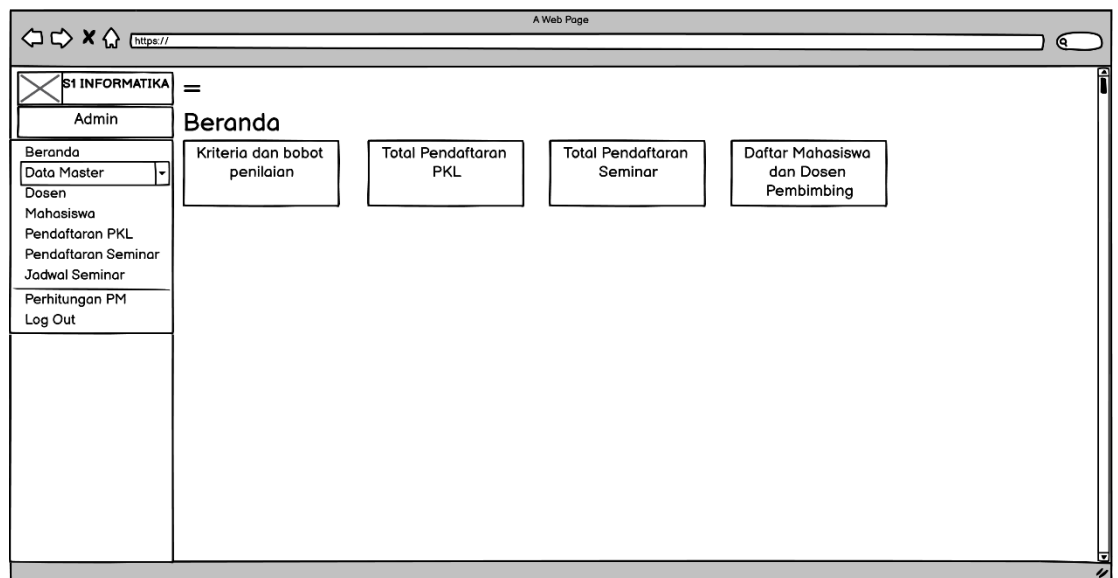 A Web Page
https://
S1 INFORMATIKA
Admin
Beranda
Data Master
Dosen
Mahasiswa
Pendaftaran PKL
Pendaftaran Seminar
Jadwal Seminar
Perhitungan PM
Log Out
Beranda
Kriteria dan bobot
penilaian
Total Pendaftaran
PKL
Total Pendaftaran
Seminar
Daftar Mahasiswa
dan Dosen
Pembimbing